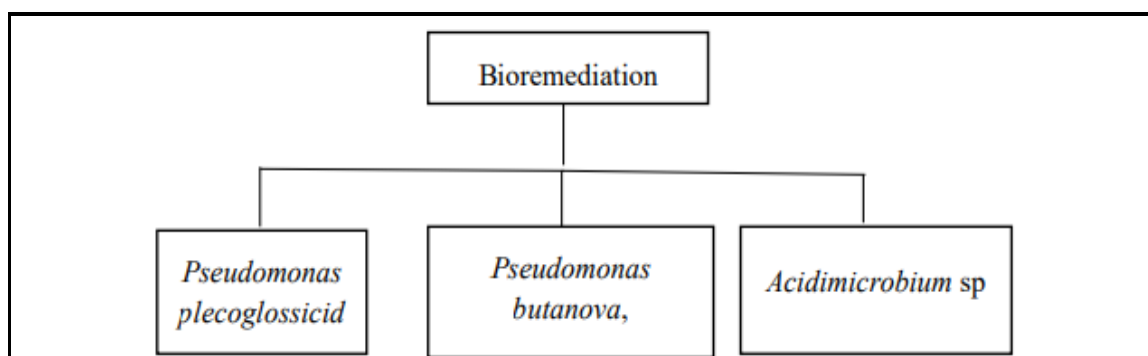 Bioremediation
Pseudomonas
plecoglossicid
Pseudomonas
butanova,
Acidimicrobium sp